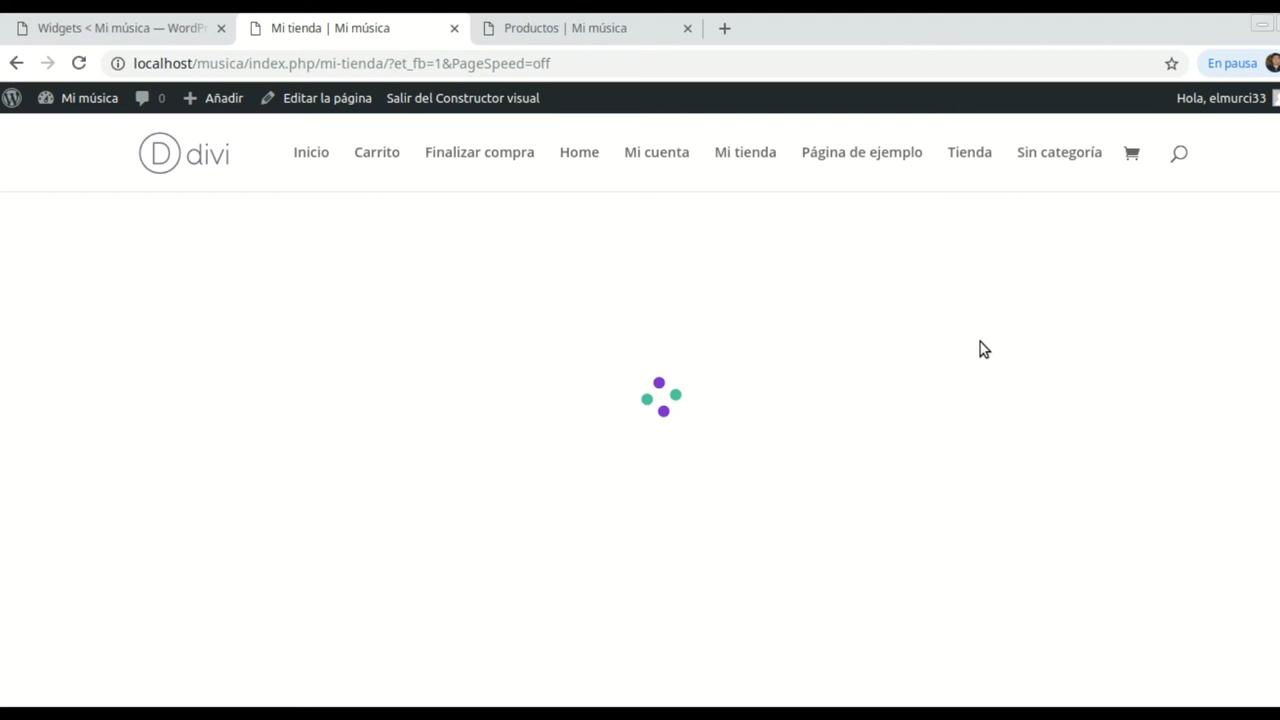 Widgets < Mi música — WordPr
Mi tienda | Mi música
Productos | Mi música
localhost/musica/index.php/mi-tienda/?et_fb=1&PageSpeed=off
En pausa
Mi música
0
Añadir
Editar la página
Salir del Constructor visual
Hola, elmurci33
D divi
Inicio
Carrito
Finalizar compra
Home
Mi cuenta
Mi tienda
Página de ejemplo
Tienda
Sin categoría